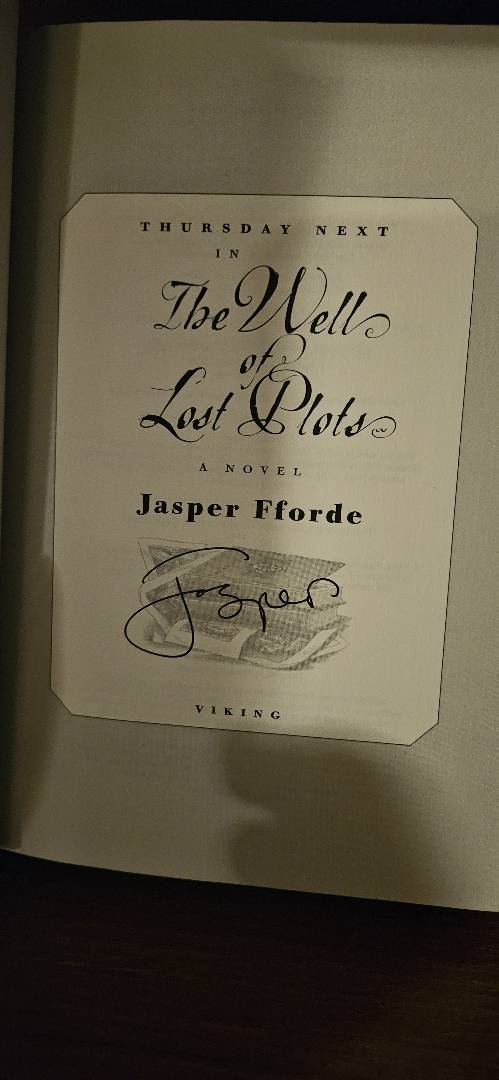 THURSDAY NEXT
IN
The Well
of
Lost Plots
A NOVEL
Jasper Fforde
Jasper
VIKING